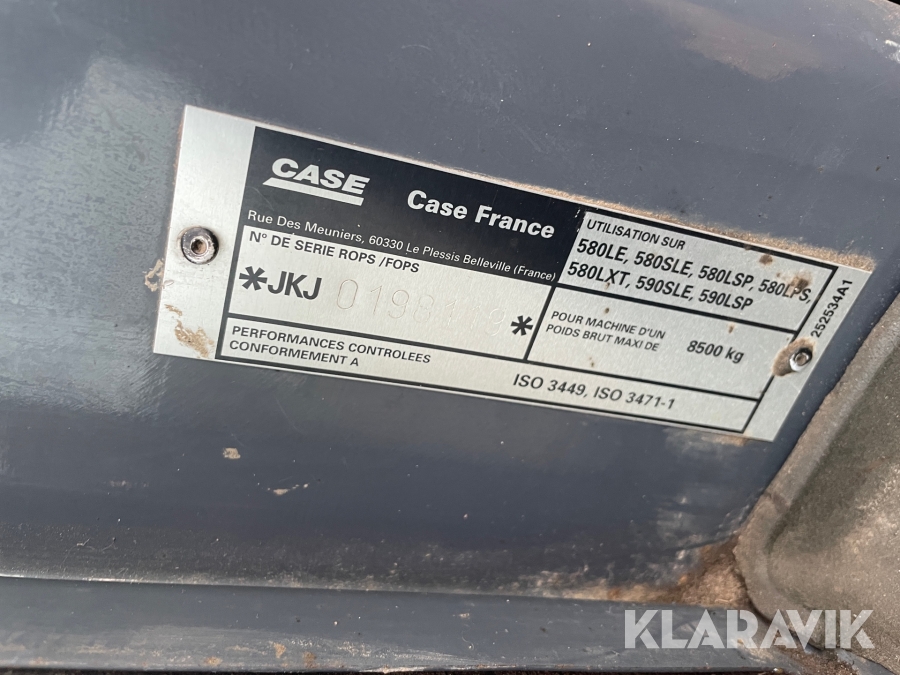 CASE
Case France
Rue Des Meuniers, 60330 Le Plessis Belleville (France)
N° DE SERIE ROPS /FOPS
*JKJ *
PERFORMANCES CONTROLEES
CONFORMEMENT A
ISO 3449, ISO 3471-1
UTILISATION SUR
580LE, 580SLE, 580LSP, 580LPS,
580LXT, 590SLE, 590LSP
POUR MACHINE D'UN
POIDS BRUT MAXI DE
8500 kg
252534A1
KLARAVIK